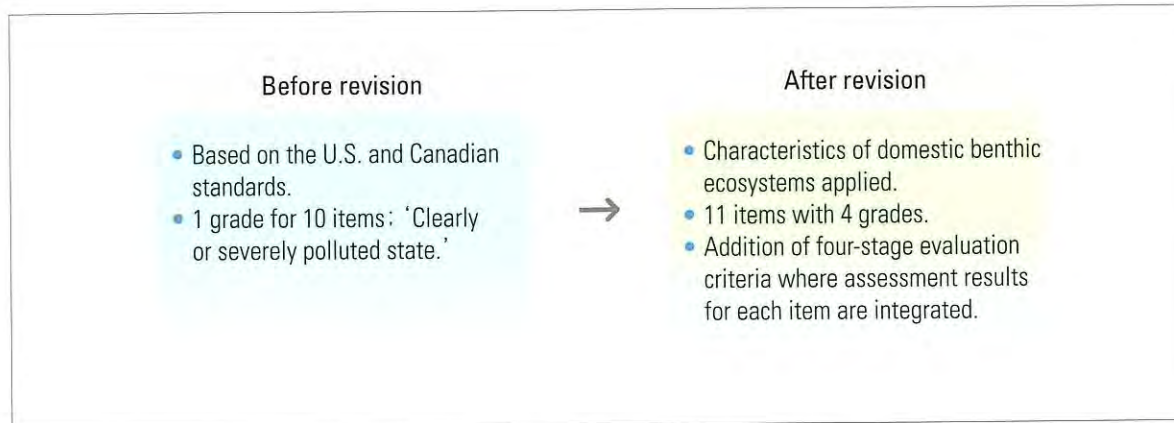 Before revision
• Based on the U.S. and Canadian
standards.
• 1 grade for 10 items: 'Clearly
or severely polluted state.'
→
After revision
• Characteristics of domestic benthic
ecosystems applied.
• 11 items with 4 grades.
• Addition of four-stage evaluation
criteria where assessment results
for each item are integrated.